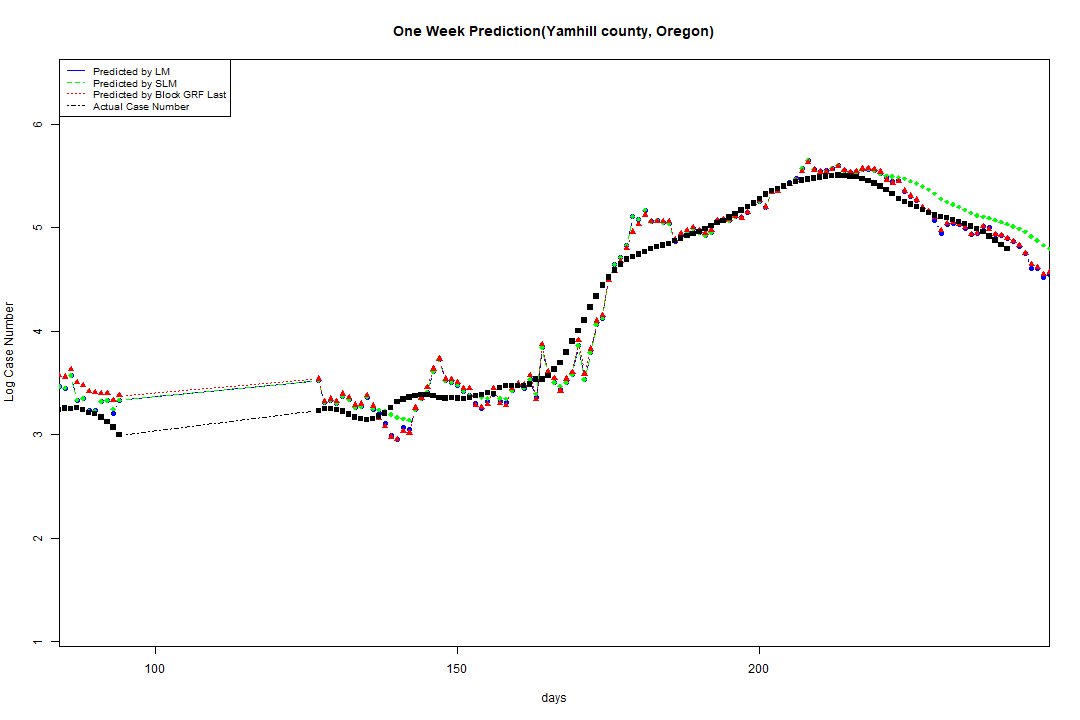 One Week Prediction(Yamhill county, Oregon)
Predicted by LM
Predicted by SLM
Predicted by Block GRF Last
Actual Case Number
6
5
4
3
2
1
Log Case Number
100 150 200
days